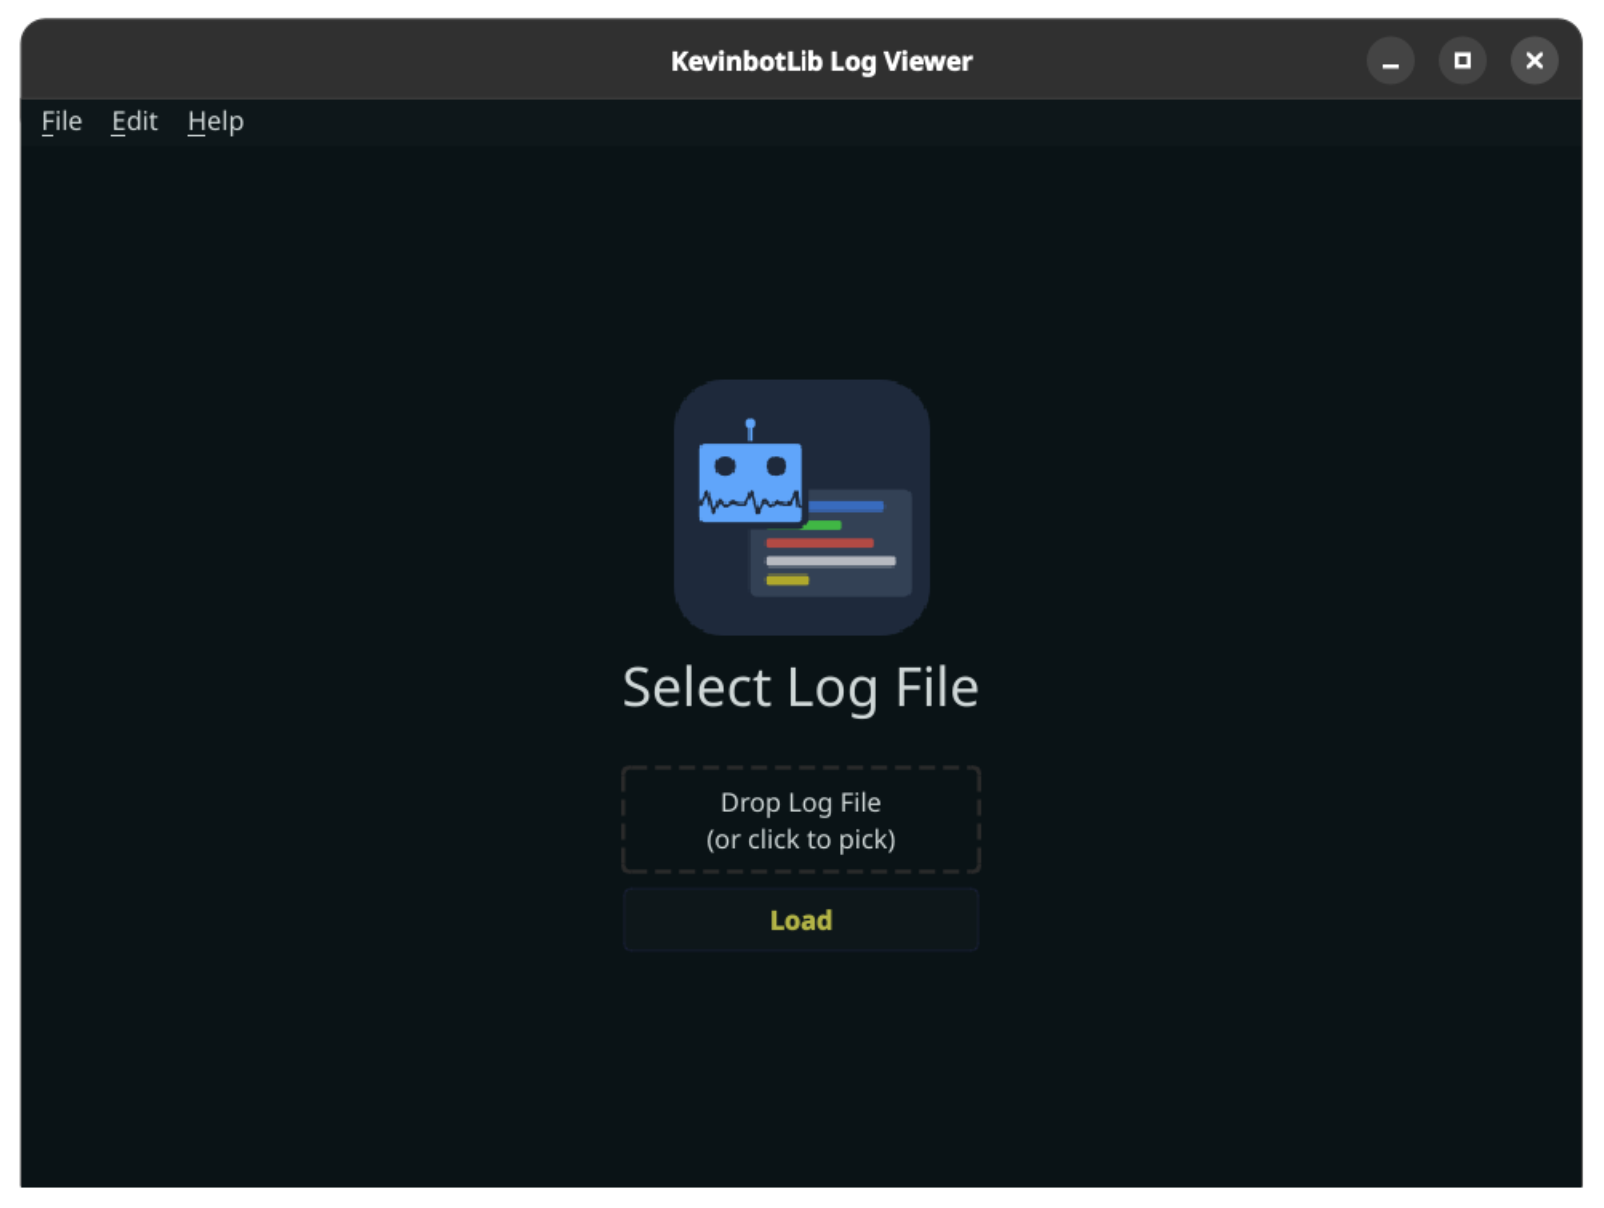 KevinbotLib Log Viewer
File Edit Help
Select Log File
Drop Log File
(or click to pick)
Load